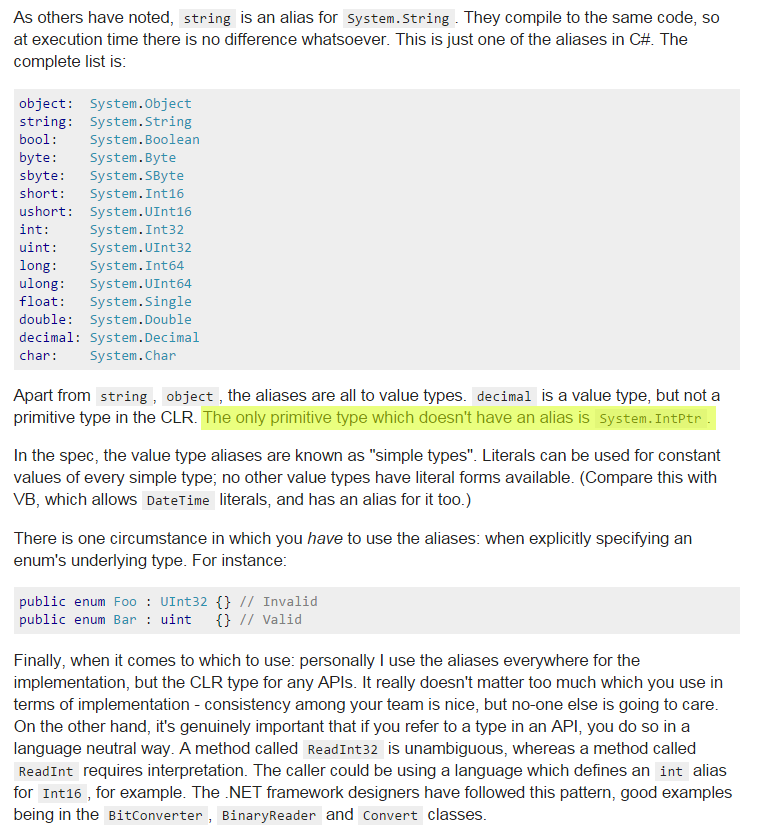 As others have noted, string is an alias for System.String. They compile to the same code, so
at execution time there is no difference whatsoever. This is just one of the aliases in C#. The
complete list is:
object:  System.Object
string:  System.String
bool:    System.Boolean
byte:    System.Byte
sbyte:   System.SByte
short:   System.Int16
ushort:  System.UInt16
int:     System.Int32
uint:    System.UInt32
long:    System.Int64
ulong:   System.UInt64
float:   System.Single
double:  System.Double
decimal: System.Decimal
char:    System.Char
Apart from string, object, the aliases are all to value types. decimal is a value type, but not a
primitive type in the CLR. The only primitive type which doesn't have an alias is System.IntPtr.
In the spec, the value type aliases are known as "simple types". Literals can be used for constant
values of every simple type; no other value types have literal forms available. (Compare this with
VB, which allows DateTime literals, and has an alias for it too.)
There is one circumstance in which you have to use the aliases: when explicitly specifying an
enum's underlying type. For instance:
public enum Foo : UInt32 {} // Invalid
public enum Bar : uint   {} // Valid
Finally, when it comes to which to use: personally I use the aliases everywhere for the
implementation, but the CLR type for any APIs. It really doesn't matter too much which you use in
terms of implementation - consistency among your team is nice, but no-one else is going to care.
On the other hand, it's genuinely important that if you refer to a type in an API, you do so in a
language neutral way. A method called ReadInt32 is unambiguous, whereas a method called
ReadInt requires interpretation. The caller could be using a language which defines an int alias
for Int16, for example. The .NET framework designers have followed this pattern, good examples
being in the BitConverter, BinaryReader and Convert classes.